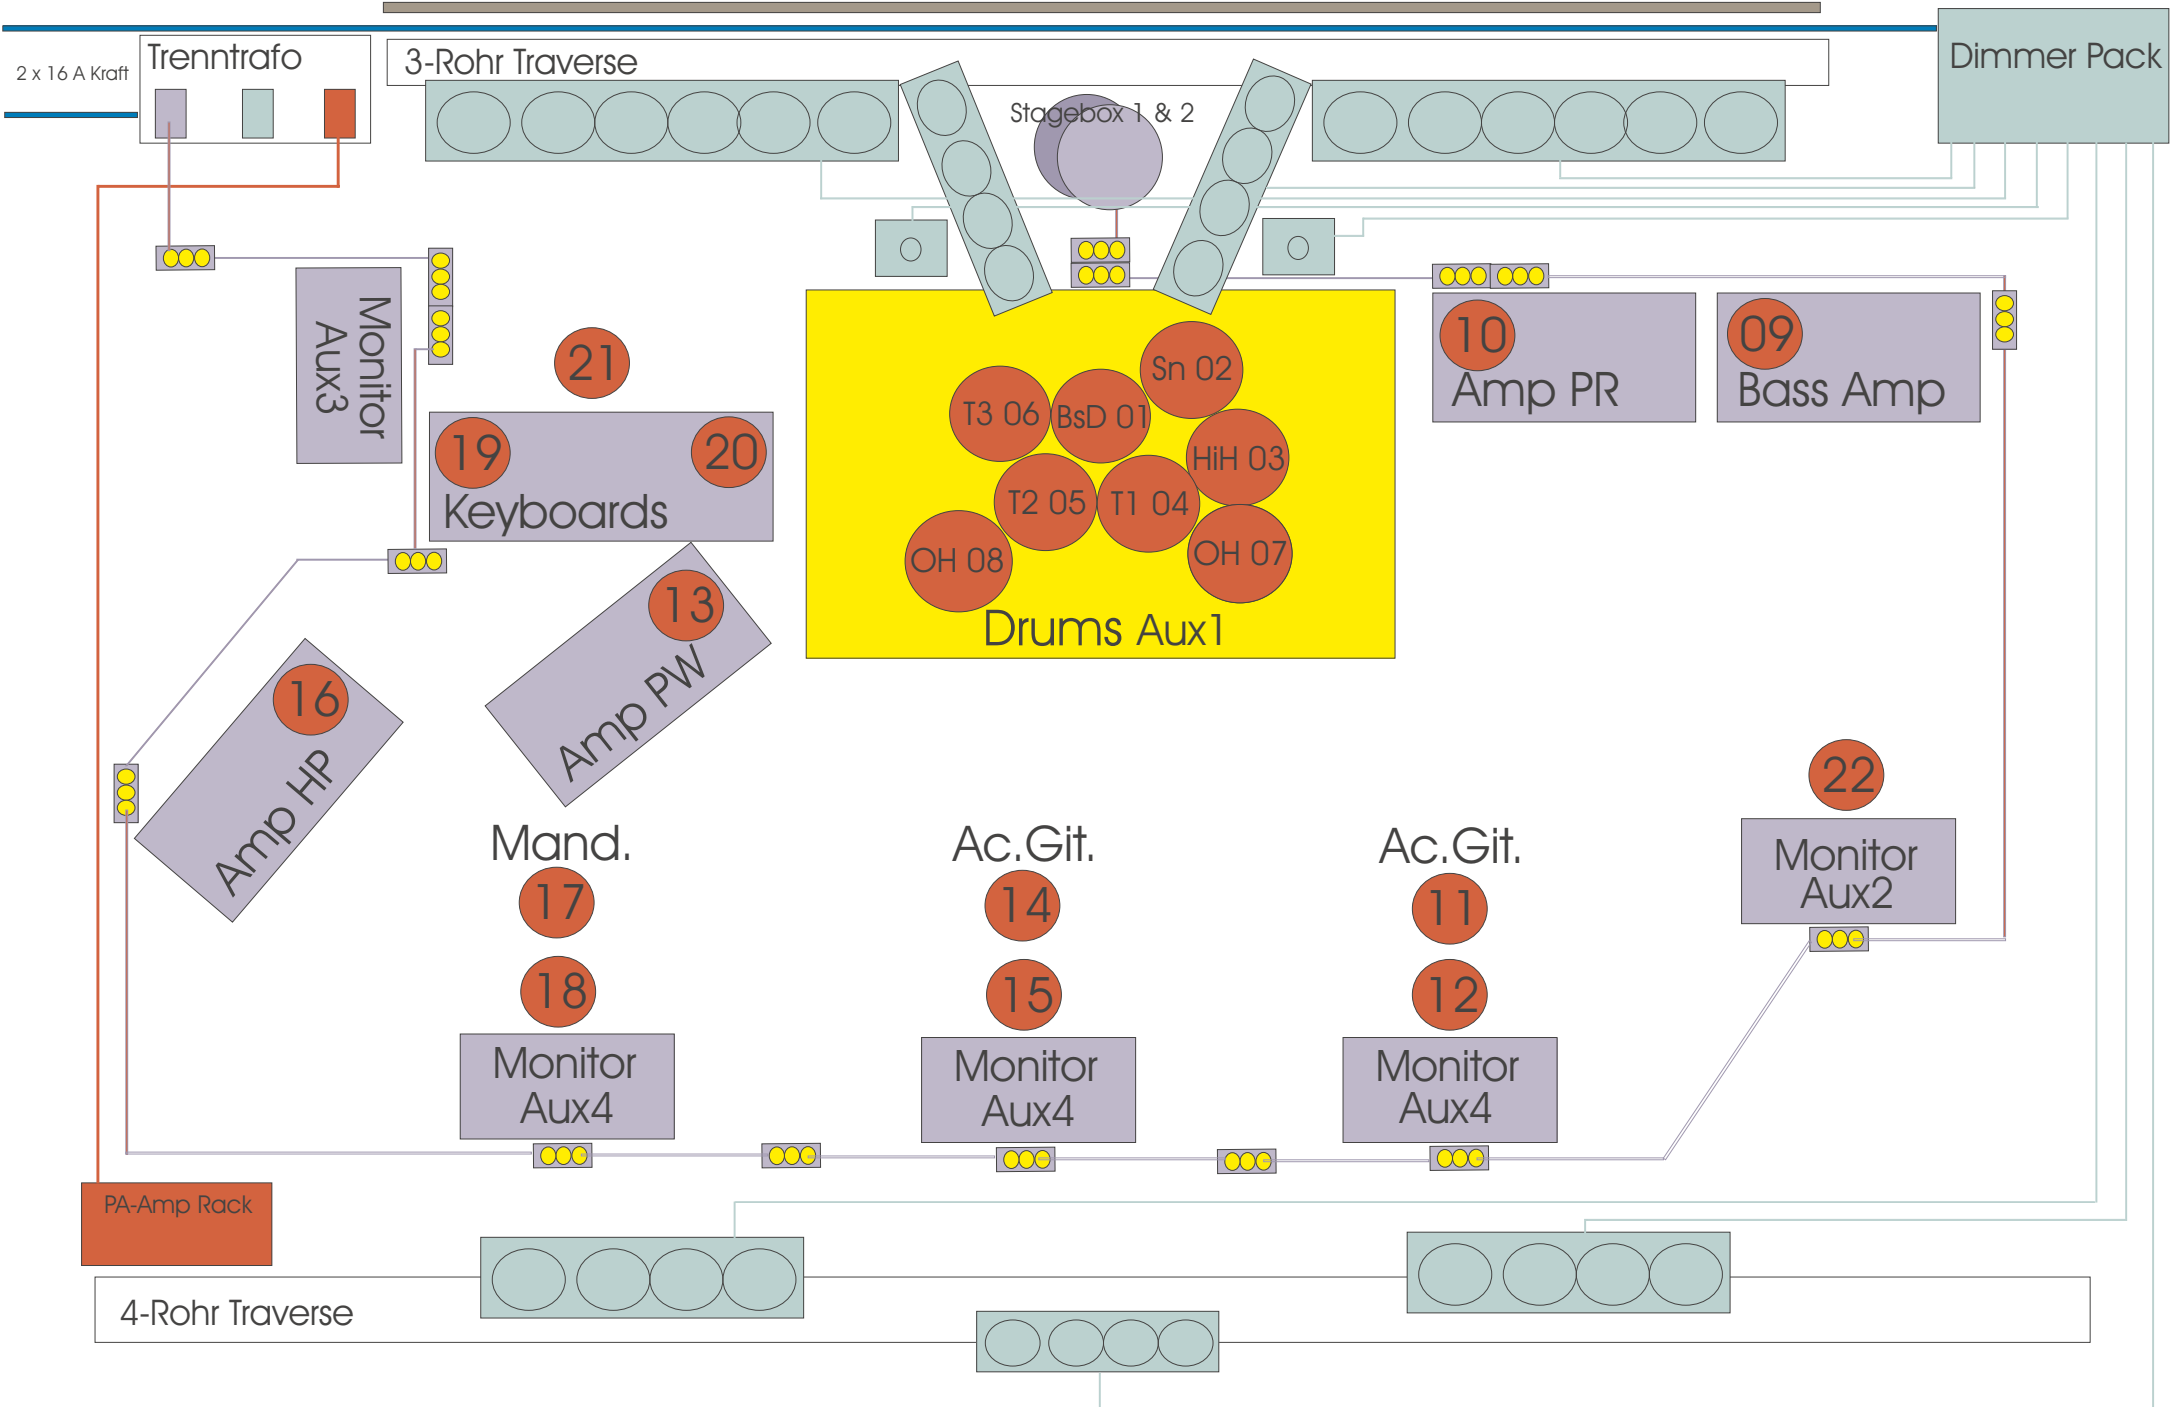 Trenntrafo
2 x 16 A Kraft
3-Rohr Traverse
Dimmer Pack
Stagebox 1 & 2
Monitor
Aux3
21
19
20
Keyboards
Sn 02
T3 06
BsD 01
HiH 03
T2 05
T1 04
OH 08
OH 07
Drums Aux1
10
Amp PR
09
Bass Amp
13
Amp PW
16
Amp HP
22
Monitor
Aux2
Mand.
17
18
Monitor
Aux4
Ac.Git.
14
15
Monitor
Aux4
Ac.Git.
11
12
Monitor
Aux4
PA-Amp Rack
4-Rohr Traverse